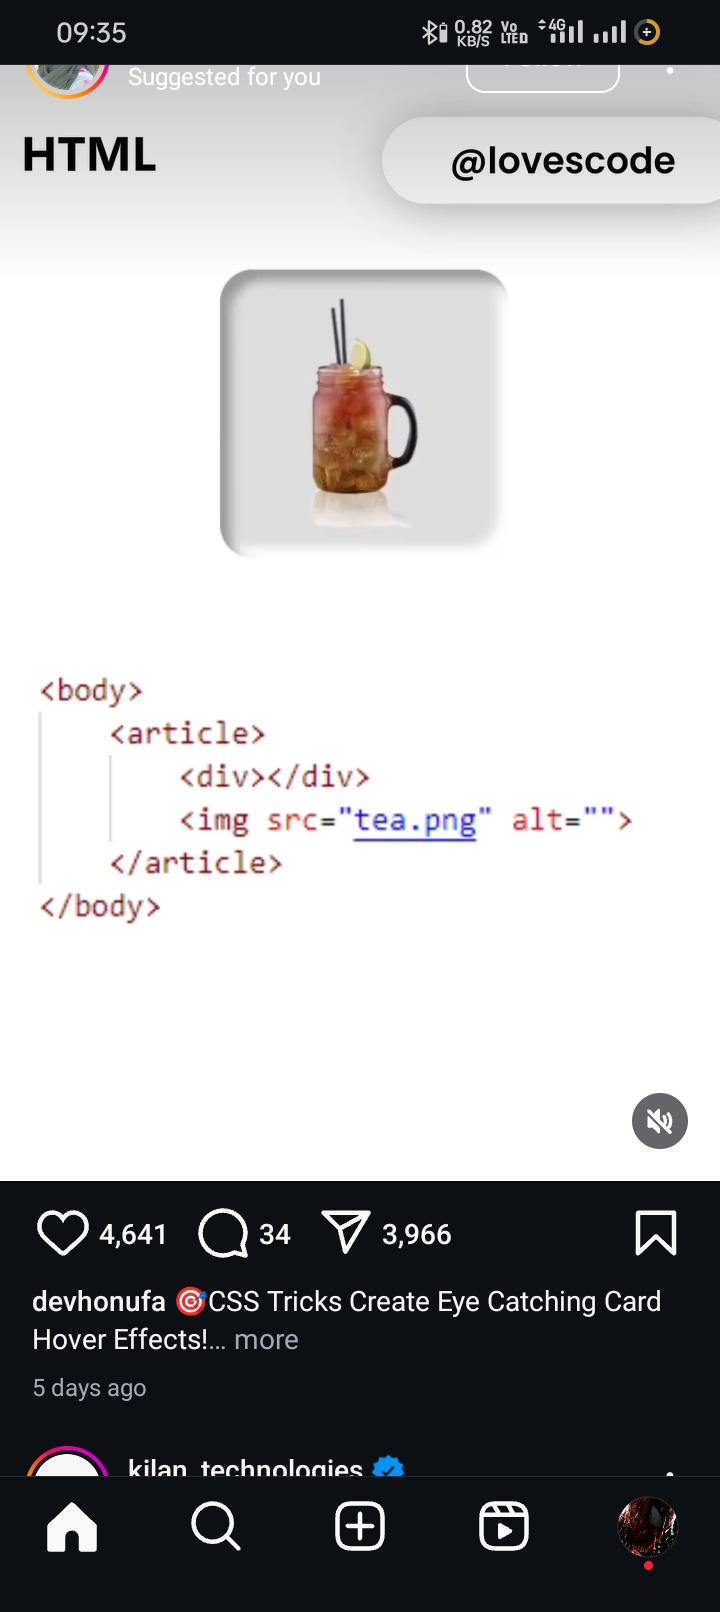 09:35
0.82 KB/S
Vo LTE D
4G
Suggested for you
HTML
@lovescode
<body>
<article>
<div></div>
<img src="tea.png" alt="">
</article>
</body>
4,641
34
3,966
devhonufa 🎯CSS Tricks Create Eye Catching Card
Hover Effects!... more
5 days ago
kilan_technologies